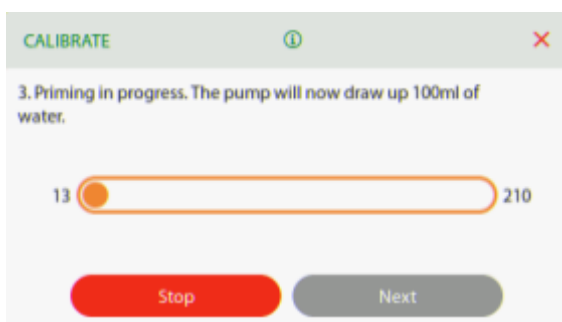 CALIBRATE
3. Priming in progress. The pump will now draw up 100ml of
water.
13 210
Stop Next